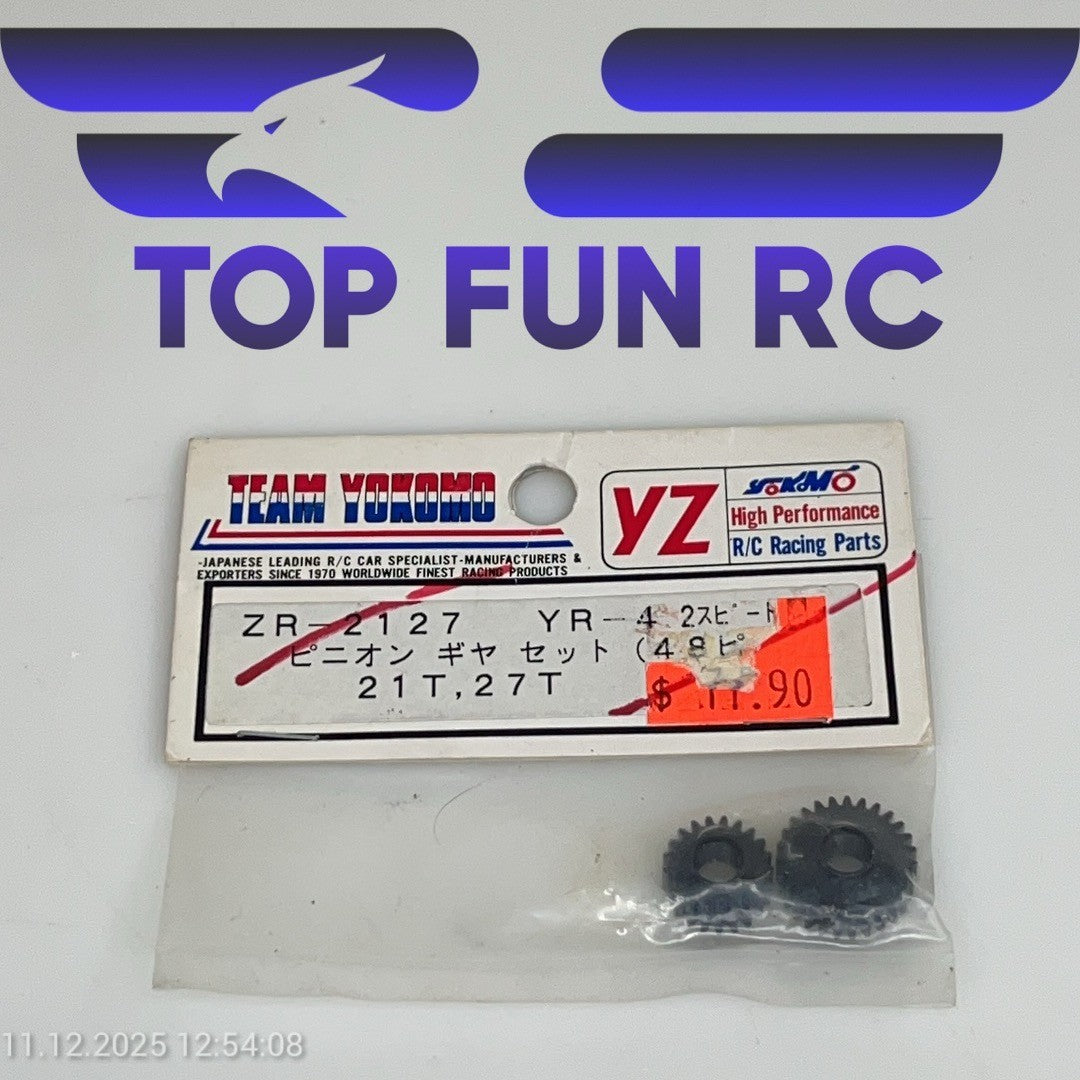 TOP FUN RC
TEAM YOKOMO
-JAPANESE LEADING R/C CAR SPECIALIST-MANUFACTURERS &
EXPORTERS SINCE 1970 WORLDWIDE FINEST RACING PRODUCTS
YZ
YOKOMO
High Performance
R/C Racing Parts
ZR-2127 YR-4 2スピード
ピニオン ギヤ セット (48ピ
21T,27T
$ 11.90
11.12.2025 12:54:08